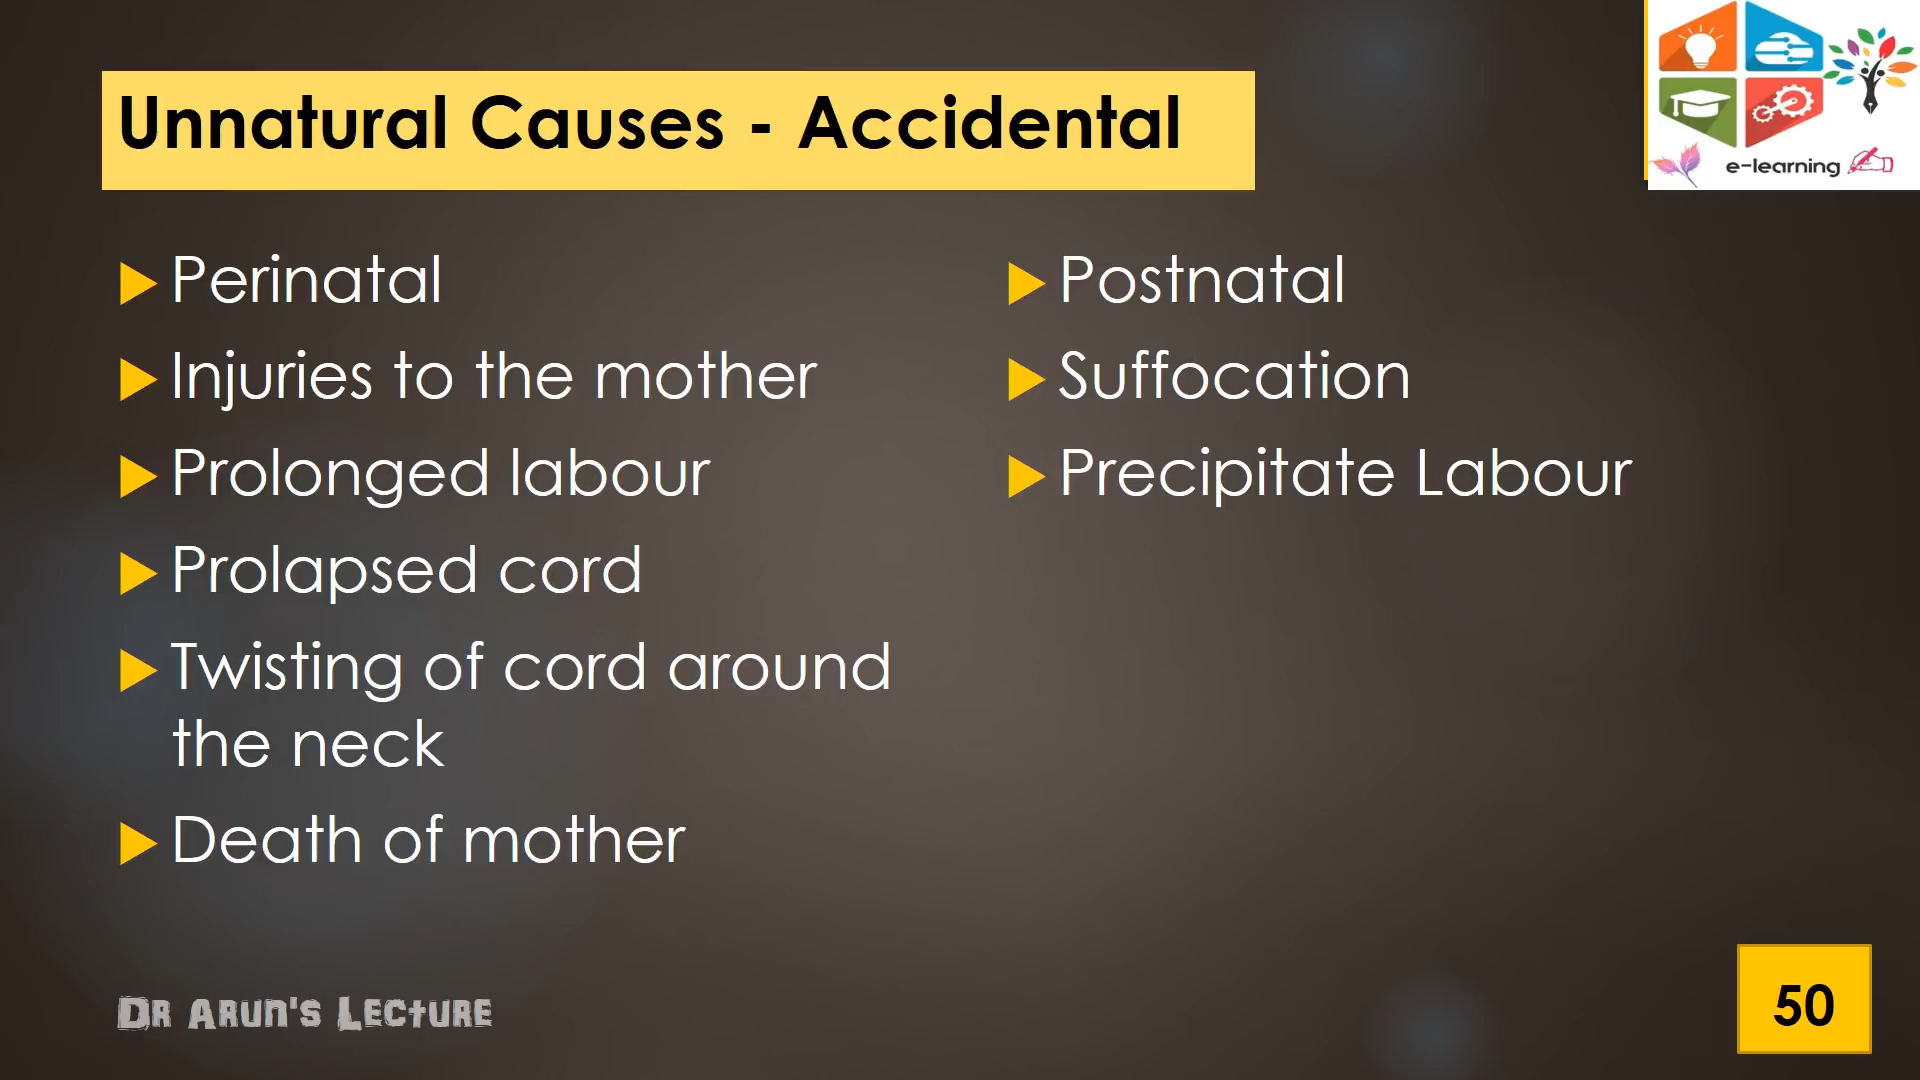 Unnatural Causes - Accidental
e-learning
Perinatal
Injuries to the mother
Prolonged labour
Prolapsed cord
Twisting of cord around
the neck
Death of mother
Postnatal
Suffocation
Precipitate Labour
Dr Arun's Lecture
50